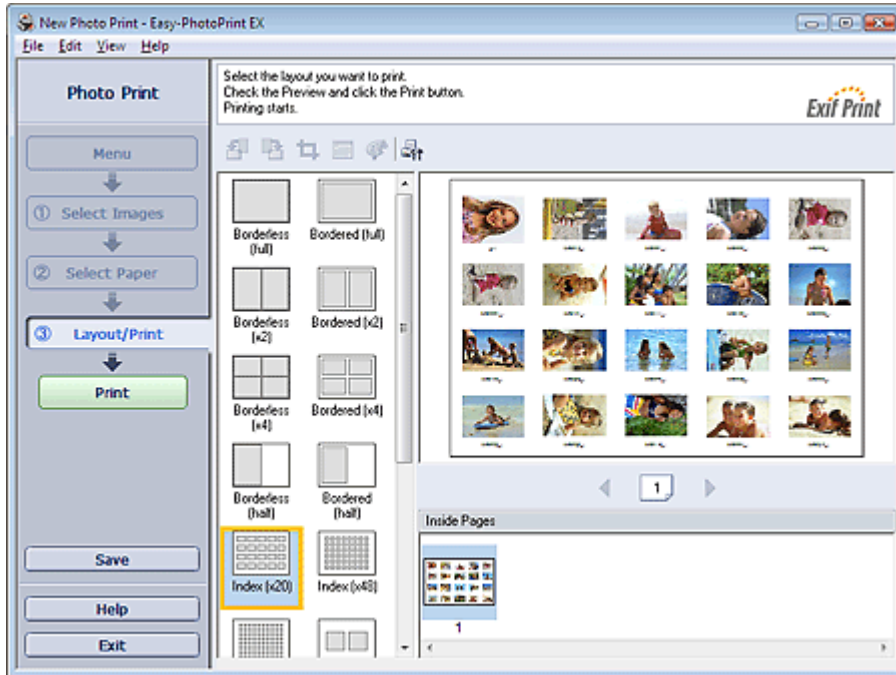 New Photo Print - Easy-PhotoPrint EX
File Edit View Help
Photo Print
Select the layout you want to print.
Check the Preview and click the Print button.
Printing starts.
Exif Print
Menu
① Select Images
② Select Paper
③ Layout/Print
Print
Save
Help
Exit
Borderless
(full)
Bordered (full)
Borderless
(x2)
Bordered (x2)
Borderless
(x4)
Bordered (x4)
Borderless
(half)
Bordered
(half)
Index (x20)
Index (x48)
1
Inside Pages
1